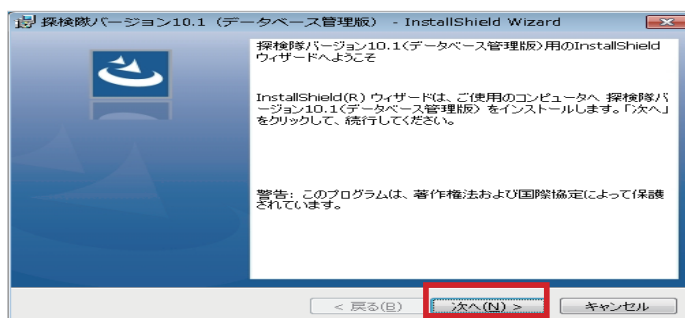 探検隊バージョン10.1（データベース管理版） - InstallShield Wizard
探検隊バージョン10.1(データベース管理版)用のInstallShield
ウィザードへようこそ
InstallShield(R) ウィザードは、ご使用のコンピュータへ 探検隊バ
ージョン10.1(データベース管理版) をインストールします。「次へ」
をクリックして、続行してください。
警告: このプログラムは、著作権法および国際協定によって保護
されています。
< 戻る(B)
次へ(N) >
キャンセル